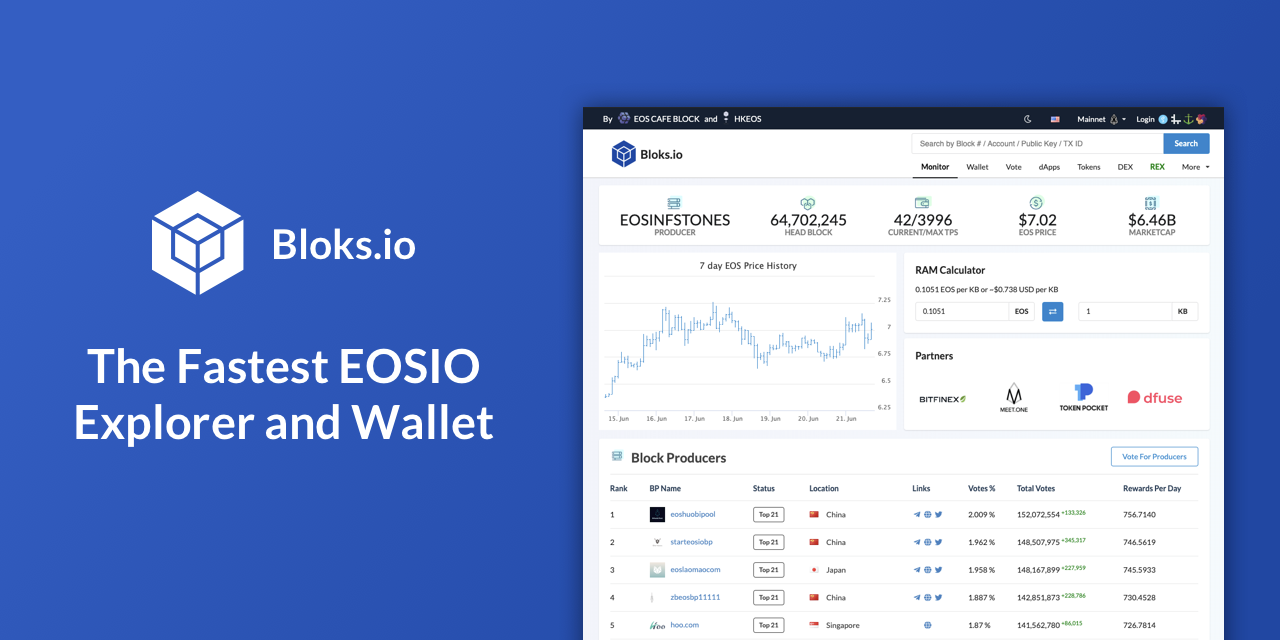 Bloks.io
The Fastest EOSIO
Explorer and Wallet
By EOS CAFE BLOCK and HKEOS
Mainnet
Login
Bloks.io
Search by Block # / Account / Public Key / TX ID
Search
Monitor Wallet Vote dApps Tokens DEX REX More
EOSINFSTONES 64,702,245 42/3996 $7.02 $6.46B
PRODUCER HEAD BLOCK CURRENT/MAX TPS EOS PRICE MARKETCAP
7 day EOS Price History
7.25
7
6.75
6.5
6.25
15. Jun 16. Jun 17. Jun 18. Jun 19. Jun 20. Jun 21. Jun
RAM Calculator
0.1051 EOS per KB or ~$0.738 USD per KB
0.1051 EOS 1 KB
Partners
BITFINEX MEET.ONE TOKEN POCKET dfuse
Block Producers
Vote For Producers
Rank BP Name Status Location Links Votes % Total Votes Rewards Per Day
1 eoshuobipool Top 21 China 2.009 % 152,072,554 +133,326 756.7140
2 starteosiobp Top 21 China 1.962 % 148,507,975 +345,317 746.5619
3 eoslaomaocom Top 21 Japan 1.958 % 148,167,899 +227,959 745.5933
4 zbeosbp11111 Top 21 China 1.887 % 142,851,873 +228,786 730.4528
5 Hoo hoo.com Top 21 Singapore 1.87 % 141,562,780 +86,015 726.7814